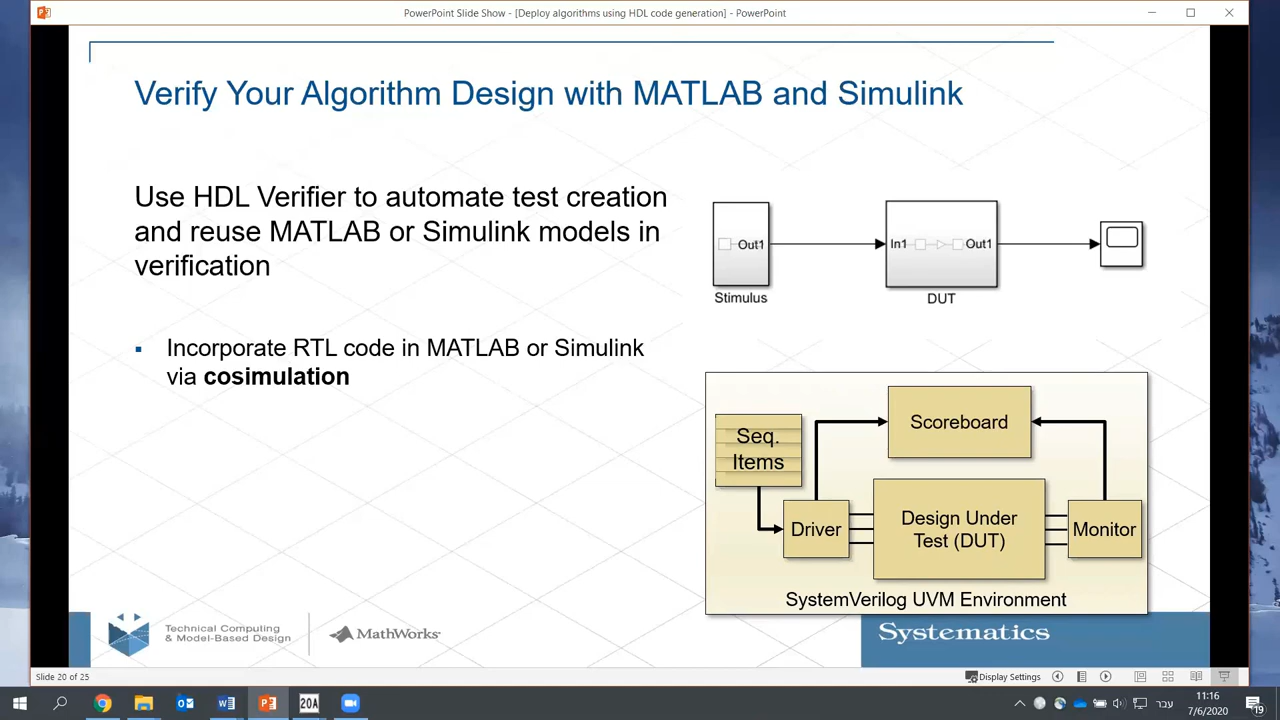 PowerPoint Slide Show - [Deploy algorithms using HDL code generation] - PowerPoint
Verify Your Algorithm Design with MATLAB and Simulink
Use HDL Verifier to automate test creation
and reuse MATLAB or Simulink models in
verification
▪ Incorporate RTL code in MATLAB or Simulink
via cosimulation
Out1
Stimulus
In1
Out1
DUT
Scoreboard
Seq.
Items
Driver
Design Under
Test (DUT)
Monitor
SystemVerilog UVM Environment
Technical Computing
& Model-Based Design
MathWorks
Systematics
Slide 20 of 25
Display Settings
20A
עבר
11:16
7/6/2020
19